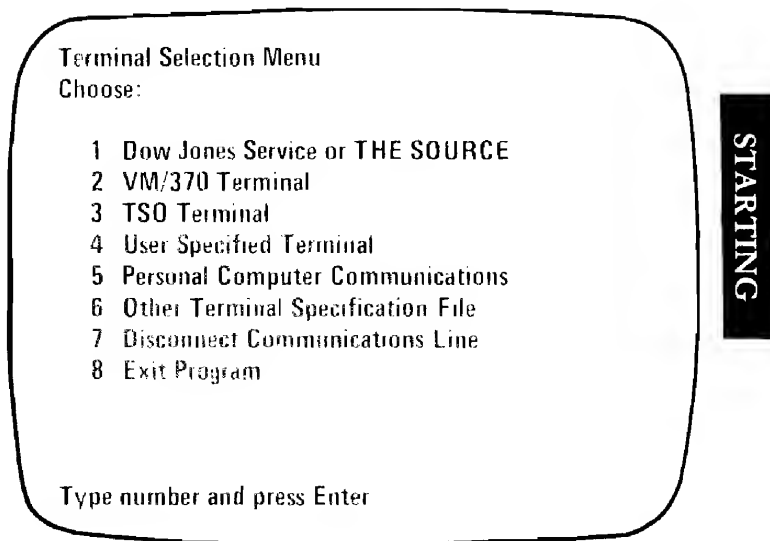 Terminal Selection Menu
Choose:
1 Dow Jones Service or THE SOURCE
2 VM/370 Terminal
3 TSO Terminal
4 User Specified Terminal
5 Personal Computer Communications
6 Other Terminal Specification File
7 Disconnect Communications Line
8 Exit Program
Type number and press Enter
STARTING